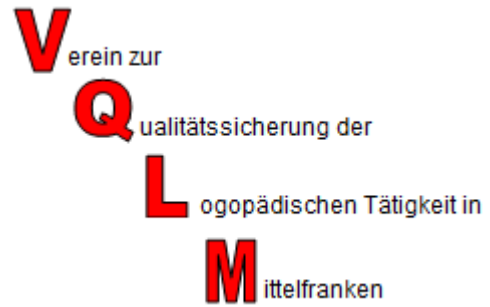 Verein zur
Qualitätssicherung der
Logopädischen Tätigkeit in
Mittelfranken